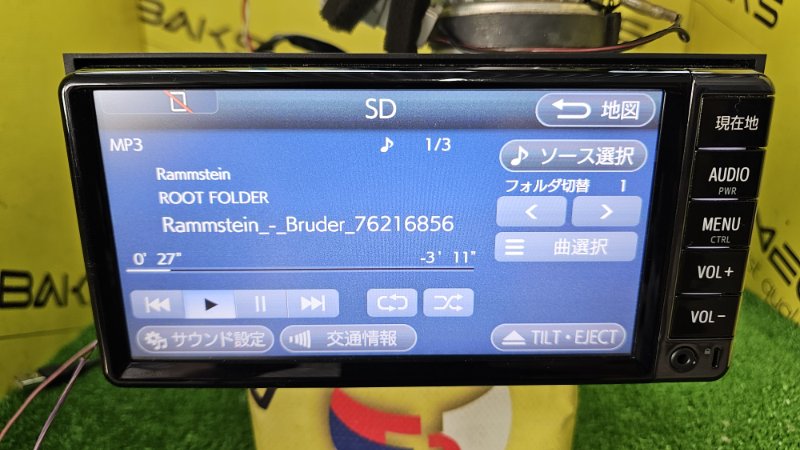 SD
地図
MP3
1/3
ソース選択
Rammstein
ROOT FOLDER
フォルダ切替 1
Rammstein_-_Bruder_76216856
曲選択
0' 27"
-3' 11"
サウンド設定
交通情報
TILT・EJECT
現在地
AUDIO
PWR
MENU
CTRL
VOL+
VOL-